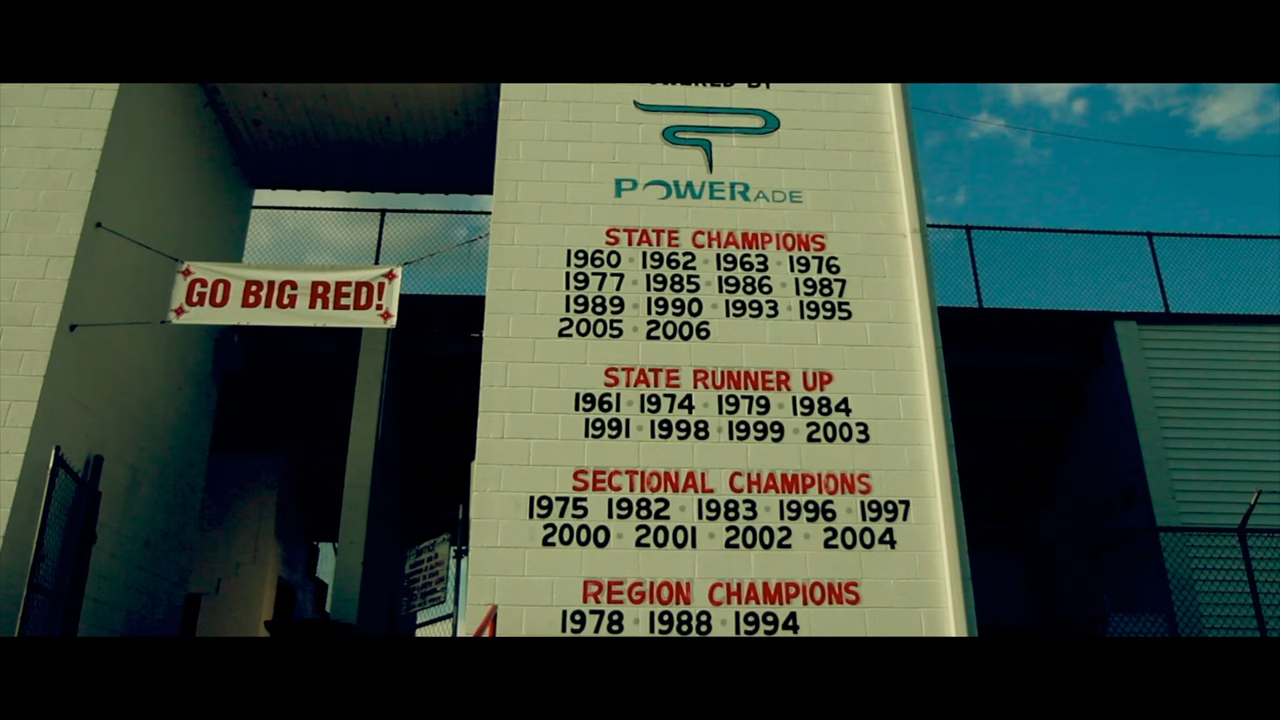 POWERADE
GO BIG RED!
STATE CHAMPIONS
1960 · 1962 · 1963 · 1976
1977 · 1985 · 1986 · 1987
1989 · 1990 · 1993 · 1995
2005 · 2006
STATE RUNNER UP
1961 · 1974 · 1979 · 1984
1991 · 1998 · 1999 · 2003
SECTIONAL CHAMPIONS
1975 1982 · 1983 · 1996 · 1997
2000 · 2001 · 2002 · 2004
REGION CHAMPIONS
1978 · 1988 · 1994